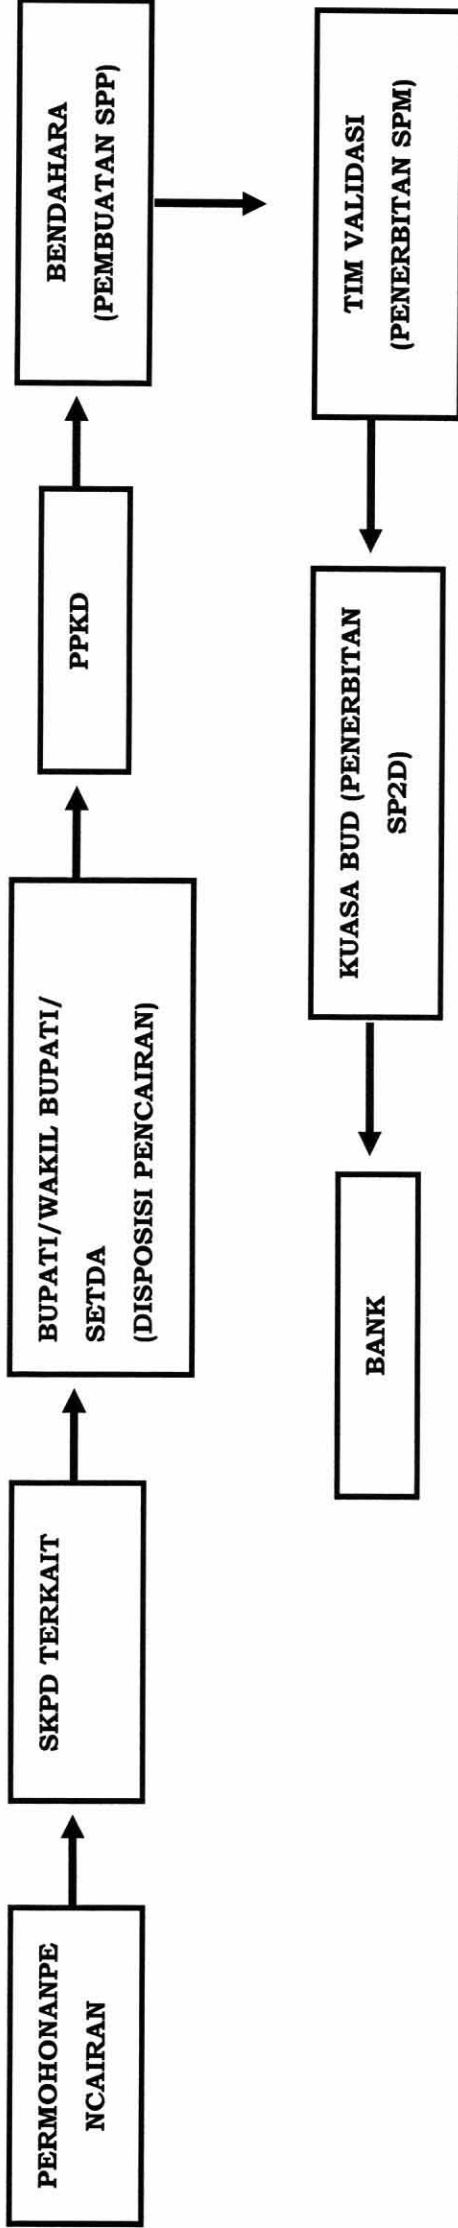 PERMOHONANPE
NCAIRAN
SKPD TERKAIT
BUPATI/WAKIL BUPATI/
SETDA
(DISPOSISI PENCAIRAN)
PPKD
BENDAHARA
(PEMBUATAN SPP)
TIM VALIDASI
(PENERBITAN SPM)
KUASA BUD (PENERBITAN
SP2D)
BANK